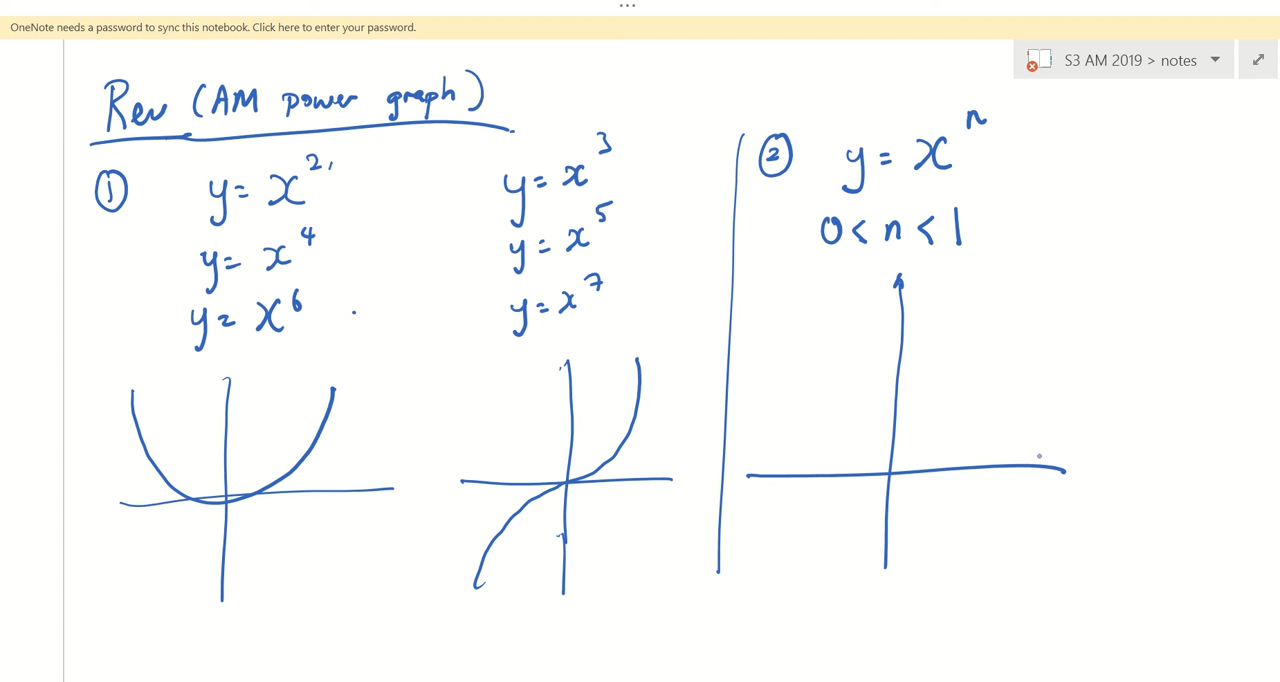 ...
OneNote needs a password to sync this notebook. Click here to enter your password.
S3 AM 2019 > notes
Rev (AM power graph)
① y = x²
y = x⁴
y = x⁶
y = x³
y = x⁵
y = x⁷
② y = xⁿ
0 < n < 1